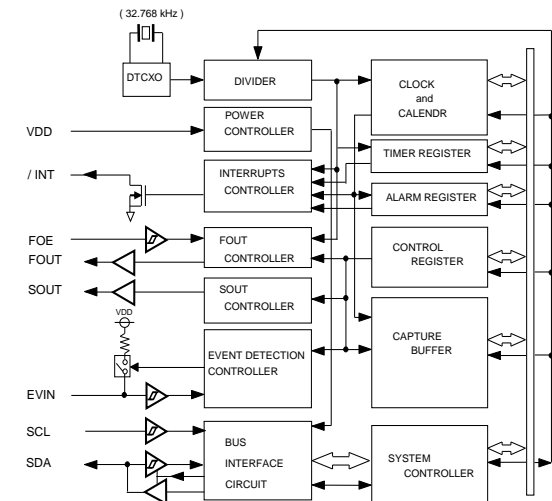 ( 32.768 kHz )
DTCXO
DIVIDER
CLOCK
and
CALENDR
POWER
CONTROLLER
VDD
TIMER REGISTER
/ INT
INTERRUPTS
CONTROLLER
ALARM REGISTER
FOE
FOUT
FOUT
CONTROLLER
CONTROL
REGISTER
SOUT
SOUT
CONTROLLER
VDD
EVENT DETECTION
CONTROLLER
CAPTURE
BUFFER
EVIN
SCL
SDA
BUS
INTERFACE
CIRCUIT
SYSTEM
CONTROLLER